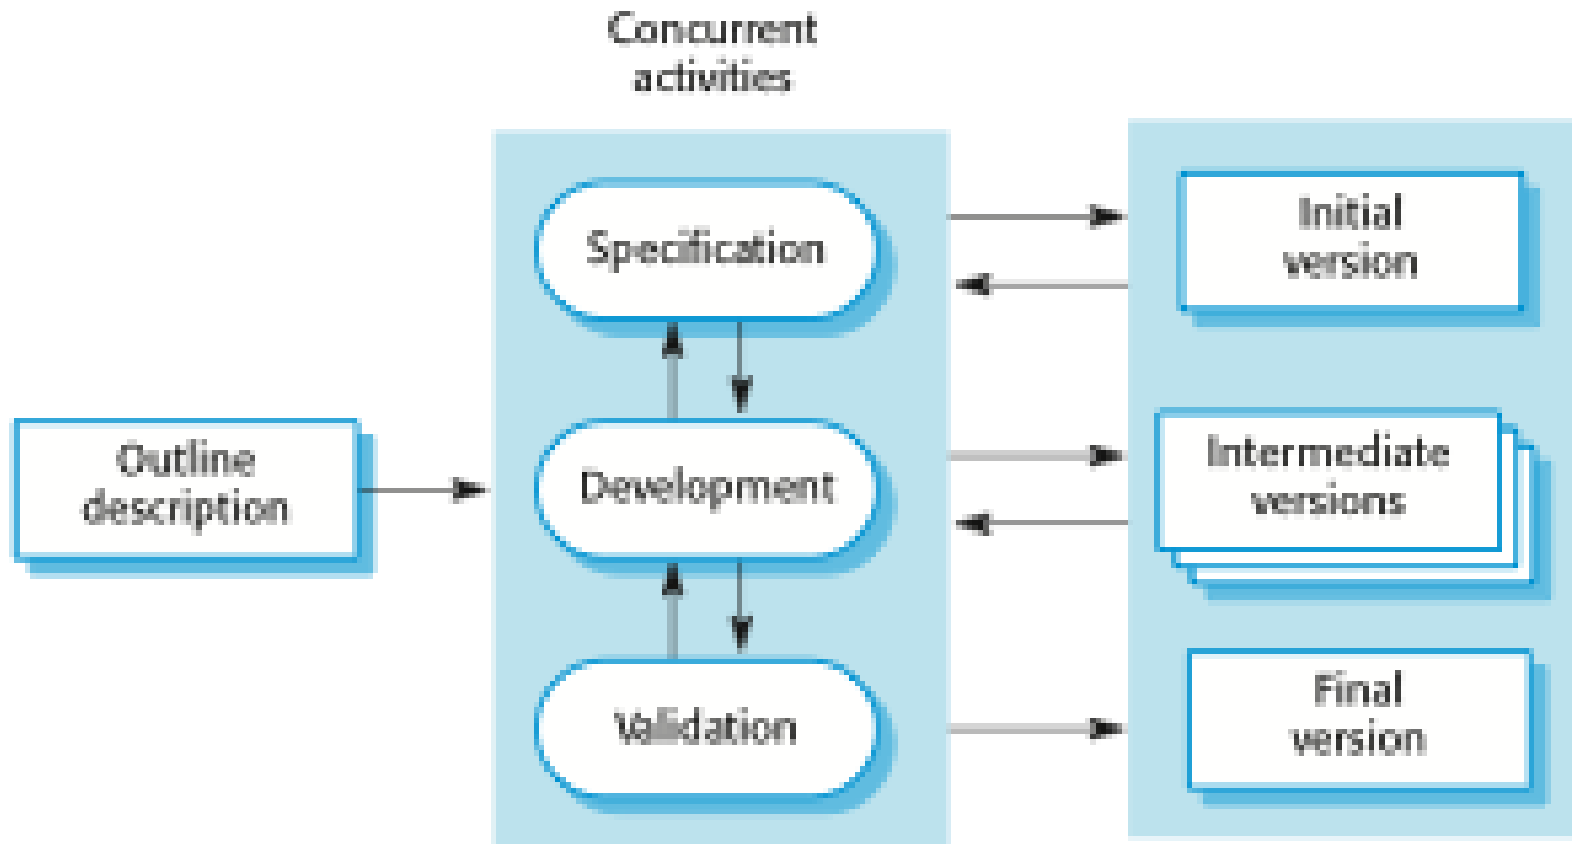 Concurrent
activities
Specification
Initial
version
Outline
description
Development
Intermediate
versions
Validation
Final
version